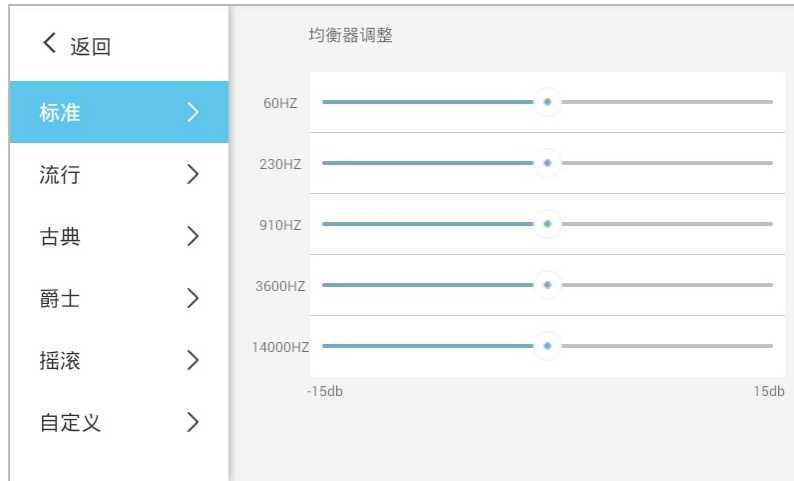 返回
标准
流行
古典
爵士
摇滚
自定义
均衡器调整
60HZ
230HZ
910HZ
3600HZ
14000HZ
-15db
15db